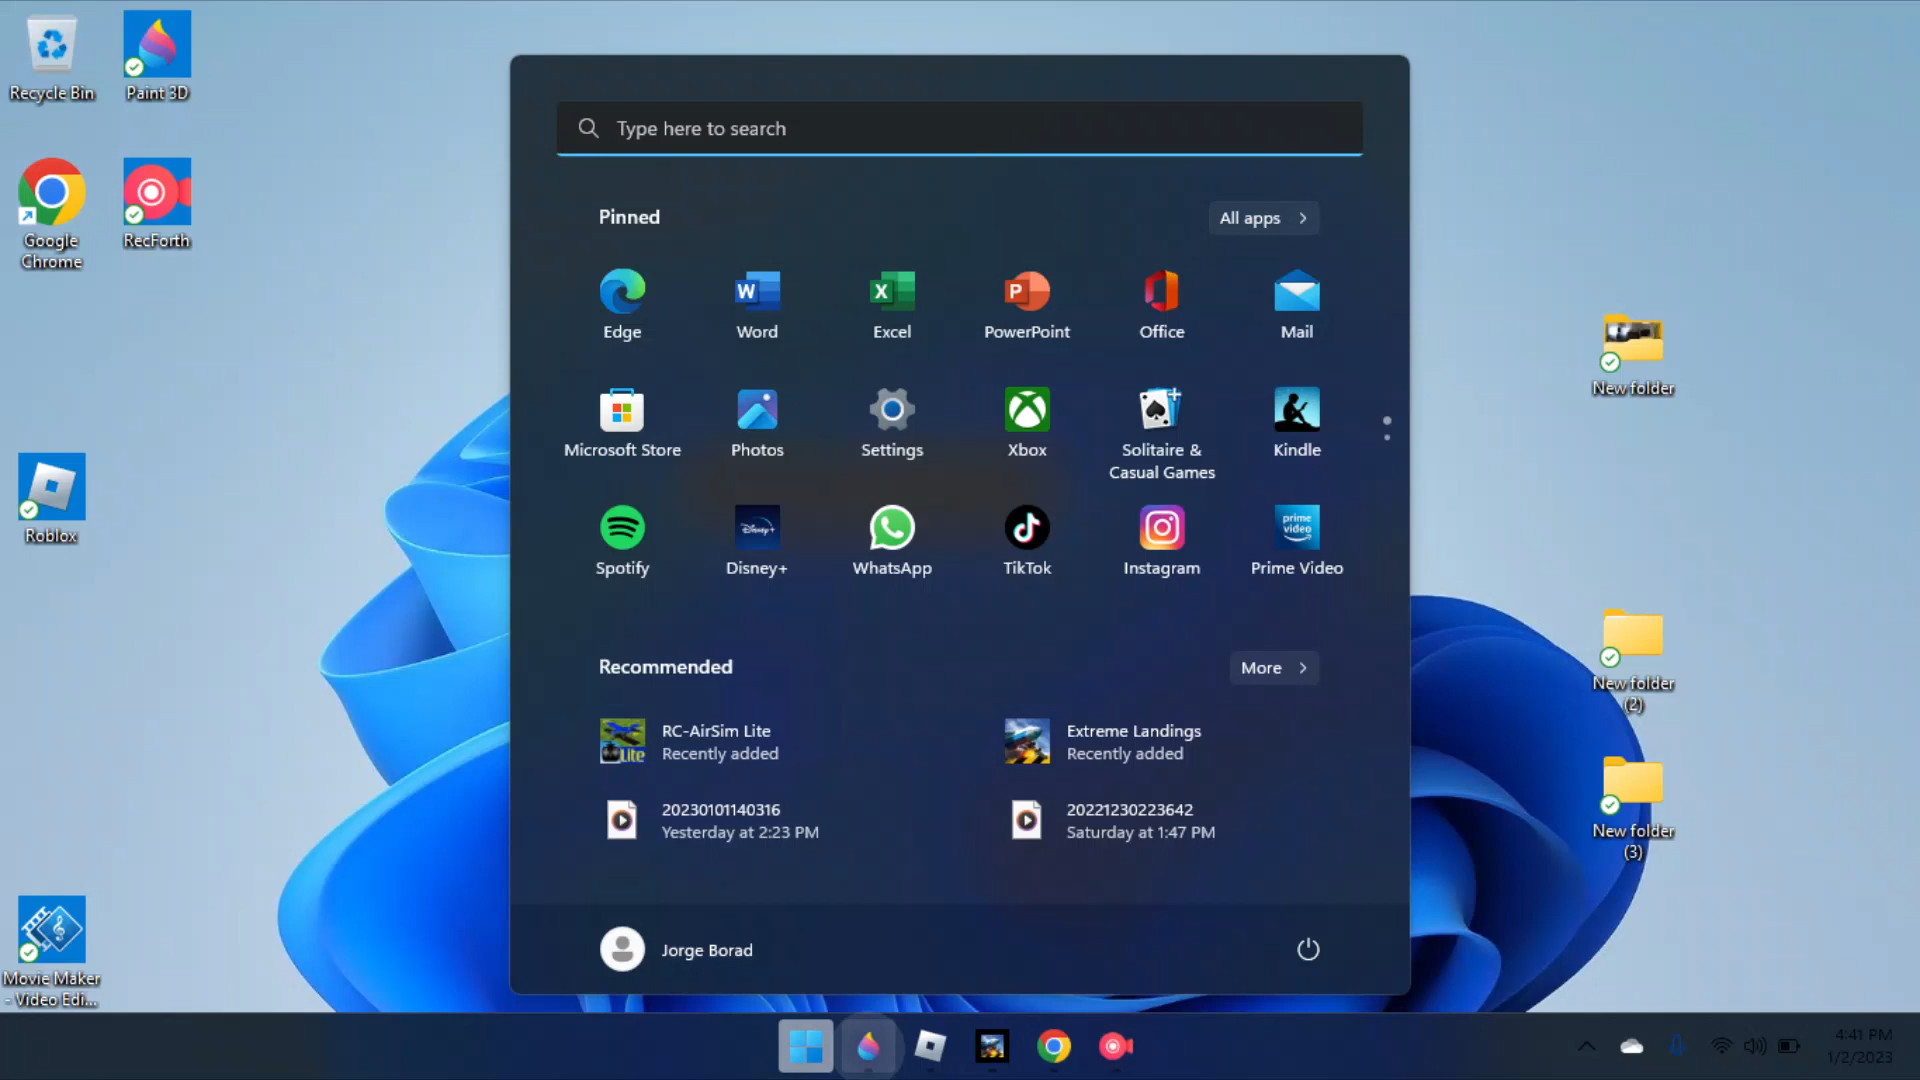 Recycle Bin
Paint 3D
Google
Chrome
RecForth
Roblox
Movie Maker
- Video Edi...
Type here to search
Pinned
All apps
Edge
W
Word
X
Excel
P
PowerPoint
Office
Mail
Microsoft Store
Photos
Settings
Xbox
Solitaire &
Casual Games
Kindle
Spotify
Disney+
Disney+
WhatsApp
TikTok
Instagram
prime
video
Prime Video
Recommended
More
Lite
RC-AirSim Lite
Recently added
Extreme Landings
Recently added
20230101140316
Yesterday at 2:23 PM
20221230223642
Saturday at 1:47 PM
Jorge Borad
New folder
New folder
(2)
New folder
(3)
4:41 PM
1/2/2023